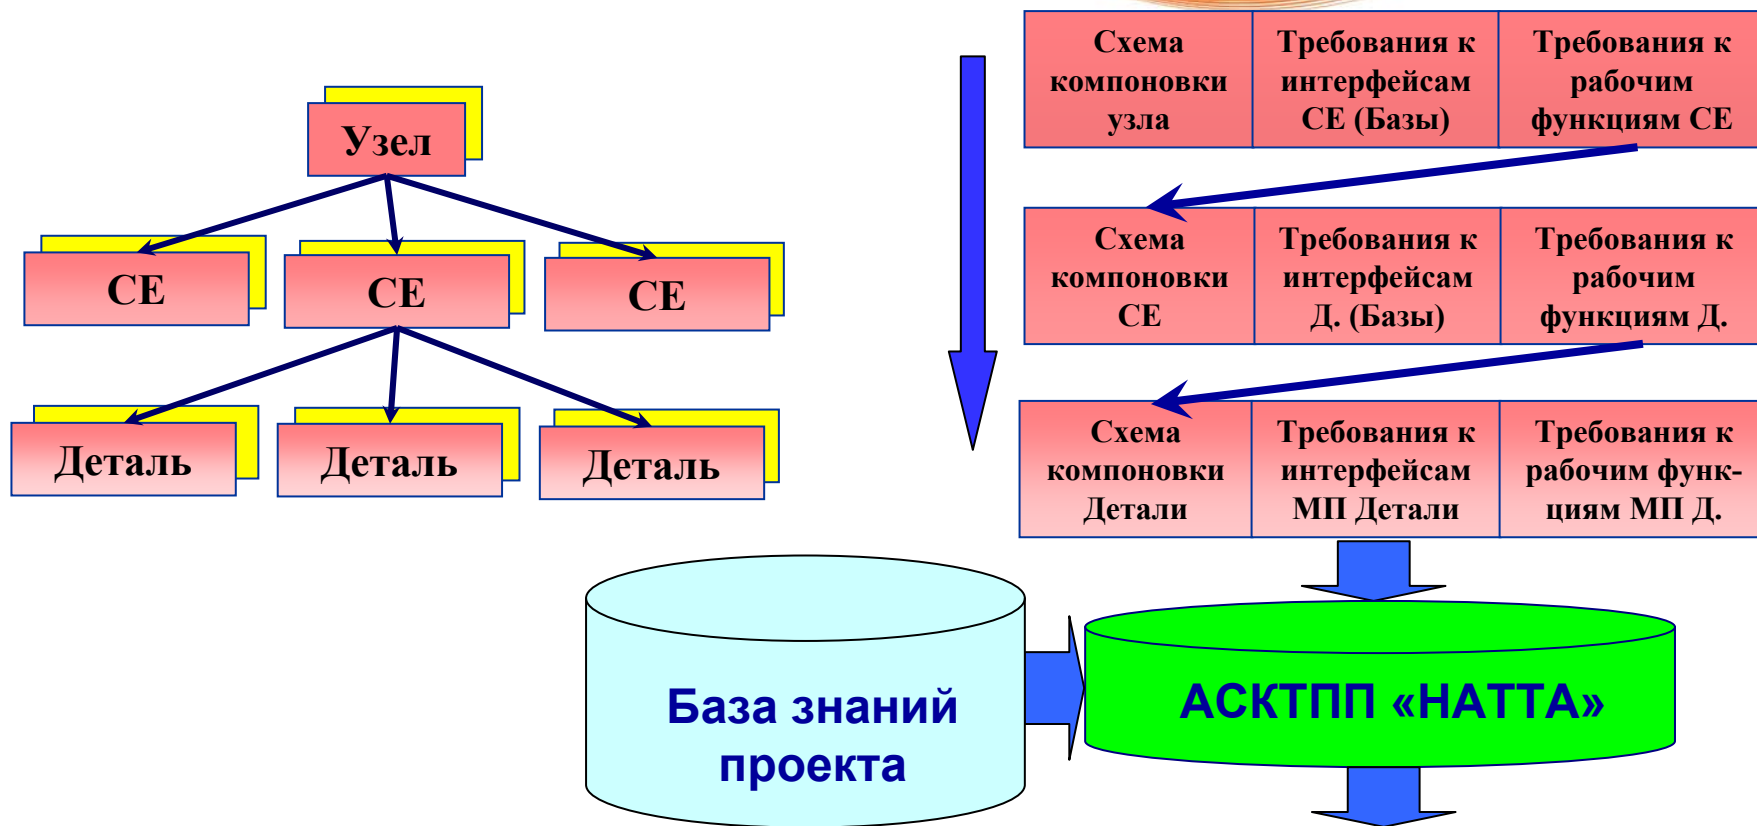 Узел
СЕ
СЕ
СЕ
Деталь
Деталь
Деталь
Схема
компоновки
узла
Требования к
интерфейсам
СЕ (Базы)
Требования к
рабочим
функциям СЕ
Схема
компоновки
СЕ
Требования к
интерфейсам
Д. (Базы)
Требования к
рабочим
функциям Д.
Схема
компоновки
Детали
Требования к
интерфейсам
МП Детали
Требования к
рабочим функ-
циям МП Д.
База знаний
проекта
АСКТПП «НАТТА»